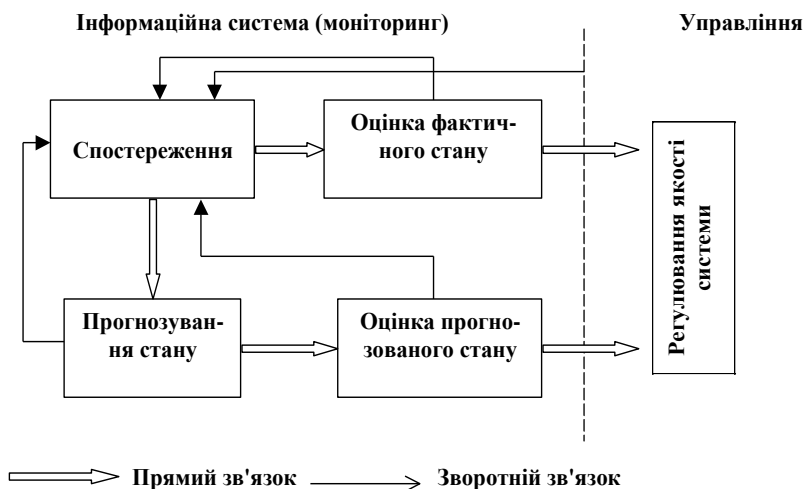 Інформаційна система (моніторинг)
Управління
Спостереження
Оцінка фактич-
ного стану
Регулювання якості
системи
Прогнозуван-
ня стану
Оцінка прогно-
зованого стану
Прямий зв'язок
Зворотній зв'язок